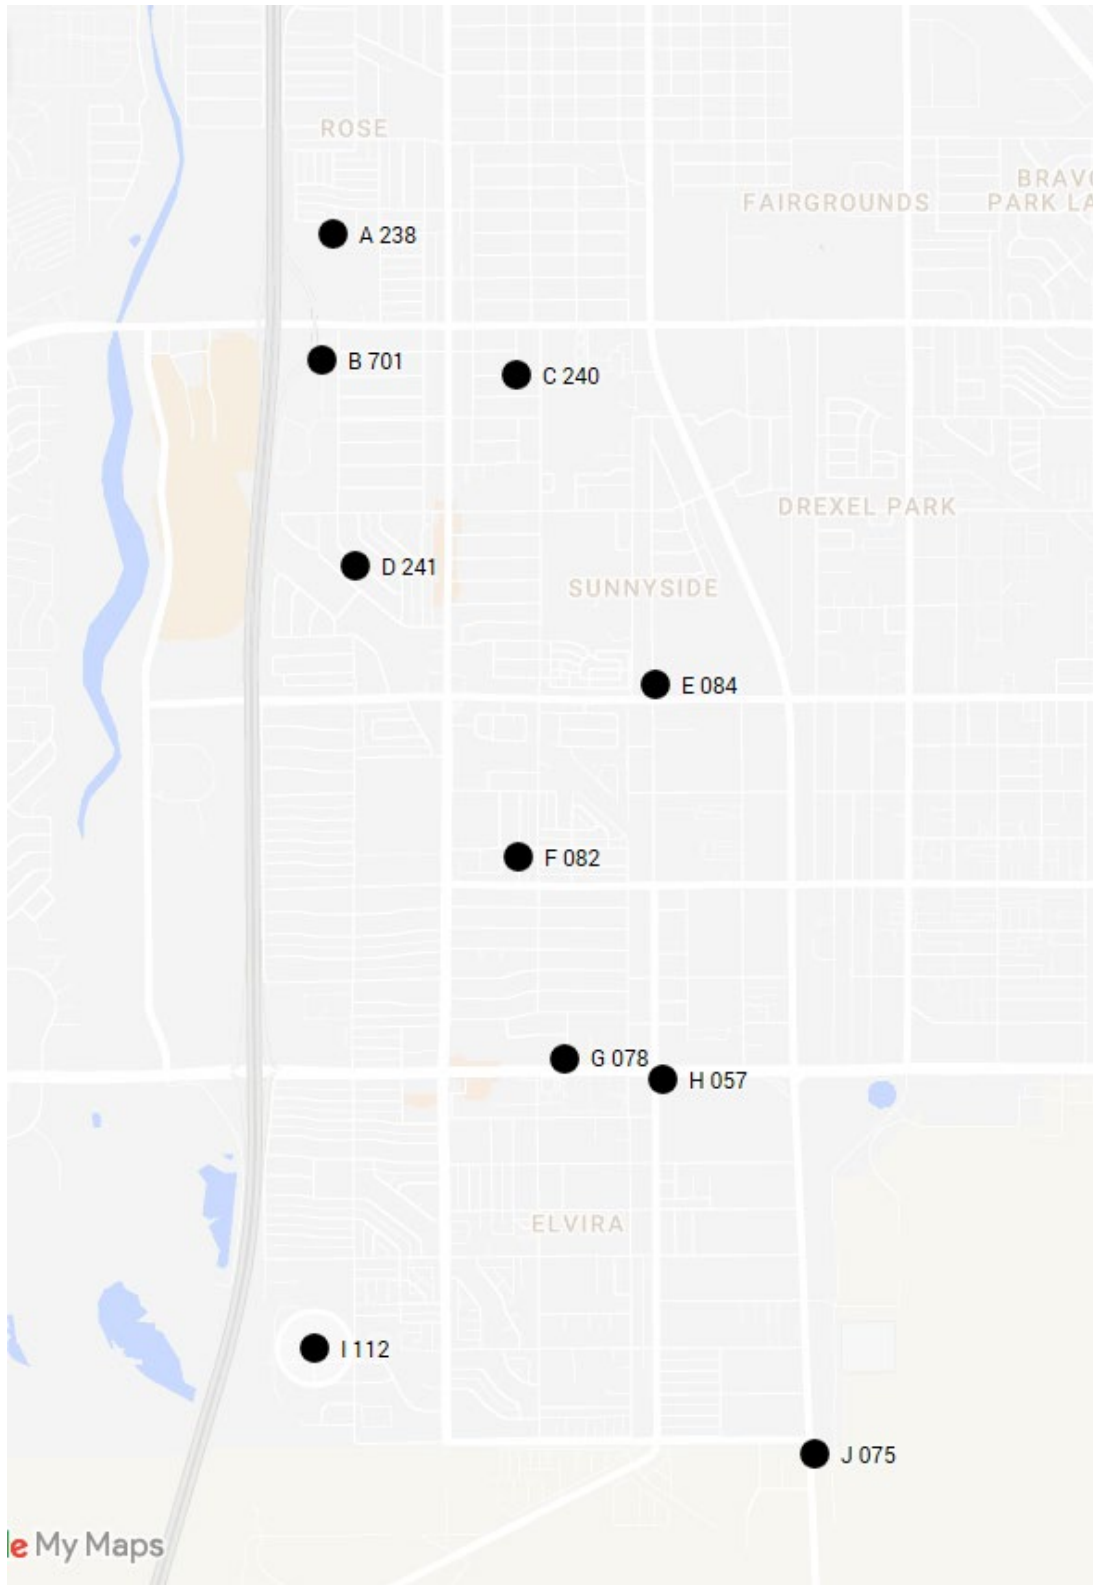 ROSE
BRAVO
FAIRGROUNDS
PARK LA
A 238
B 701
C 240
DREXEL PARK
D 241
SUNNYSIDE
E 084
F 082
G 078
H 057
ELVIRA
I 112
J 075
e My Maps